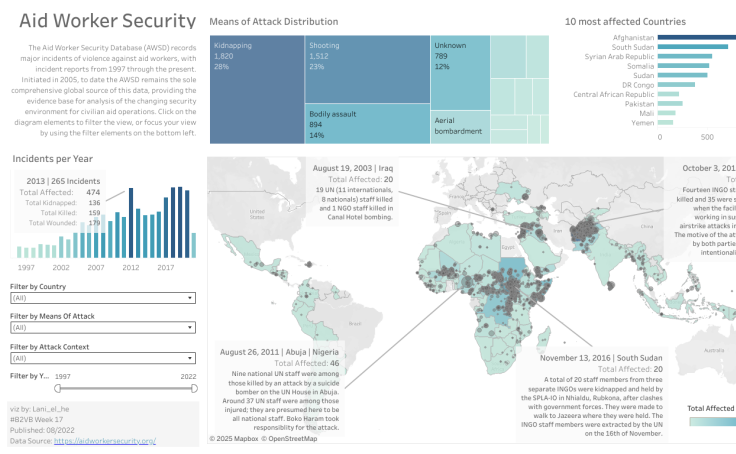 Aid Worker Security
The Aid Worker Security Database (AWSD) records
major incidents of violence against aid workers, with
incident reports from 1997 through the present.
Initiated in 2005, to date the AWSD remains the sole
comprehensive global source of this data, providing the
evidence base for analysis of the changing security
environment for civilian aid operations. Click on the
diagram elements to filter the view, or focus your view
by using the filter elements on the bottom left.
Means of Attack Distribution
Kidnapping
1,820
28%
Shooting
1,512
23%
Bodily assault
894
14%
Unknown
789
12%
Aerial
bombardment
10 most affected Countries
Afghanistan
South Sudan
Syrian Arab Republic
Somalia
Sudan
DR Congo
Central African Republic
Pakistan
Mali
Yemen
0 500
Incidents per Year
2013 | 265 Incidents
Total Affected: 474
Total Kidnapped: 136
Total Killed: 159
Total Wounded: 179
1997 2002 2007 2012 2017
Filter by Country
(All)
Filter by Means Of Attack
(All)
Filter by Attack Context
(All)
Filter by Y... 1997 2022
viz by: Lani_el_he
#B2VB Week 17
Published: 08/2022
Data Source: https://aidworkersecurity.org/
August 19, 2003 | Iraq
Total Affected: 20
19 UN (11 internationals,
8 nationals) staff killed
and 1 NGO staff killed in
Canal Hotel bombing.
October 3, 201
Tot
Fourteen INGO st
killed and 35 were s
when the facil
working in su
airstrike attacks in
The motive of the att
by both partie
intentionali
United
States
Brazil
France
Spain
Egypt
Iran
China
Australia
August 26, 2011 | Abuja | Nigeria
Total Affected: 46
Nine national UN staff were among
those killed by an attack by a suicide
bomber on the UN House in Abuja.
Around 37 UN staff were among those
injured; they are presumed here to be
all national staff. Boko Haram took
responsiblity for the attack.
November 13, 2016 | South Sudan
Total Affected: 20
A total of 20 staff members from three
separate INGOs were kidnapped and held by
the SPLA-IO in Nhialdu, Rubkona, after clashes
with government forces. They were made to
walk to Jazeera where they were held. The
INGO staff members were extracted by the UN
on the 16th of November.
Total Affected
© 2025 Mapbox © OpenStreetMap